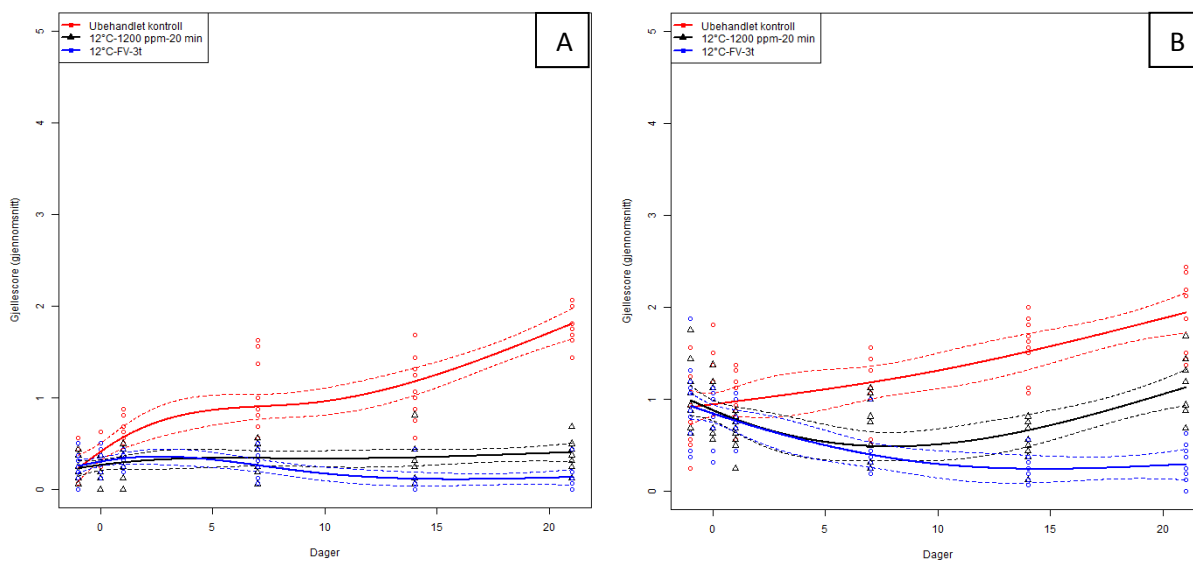 Ubehandlet kontroll
12°C-1200 ppm-20 min
12°C-FV-3t
A
Gjellescore (gjennomsnitt)
5
4
3
2
1
0
0 5 10 15 20
Dager
Ubehandlet kontroll
12°C-1200 ppm-20 min
12°C-FV-3t
B
Gjellescore (gjennomsnitt)
5
4
3
2
1
0
0 5 10 15 20
Dager